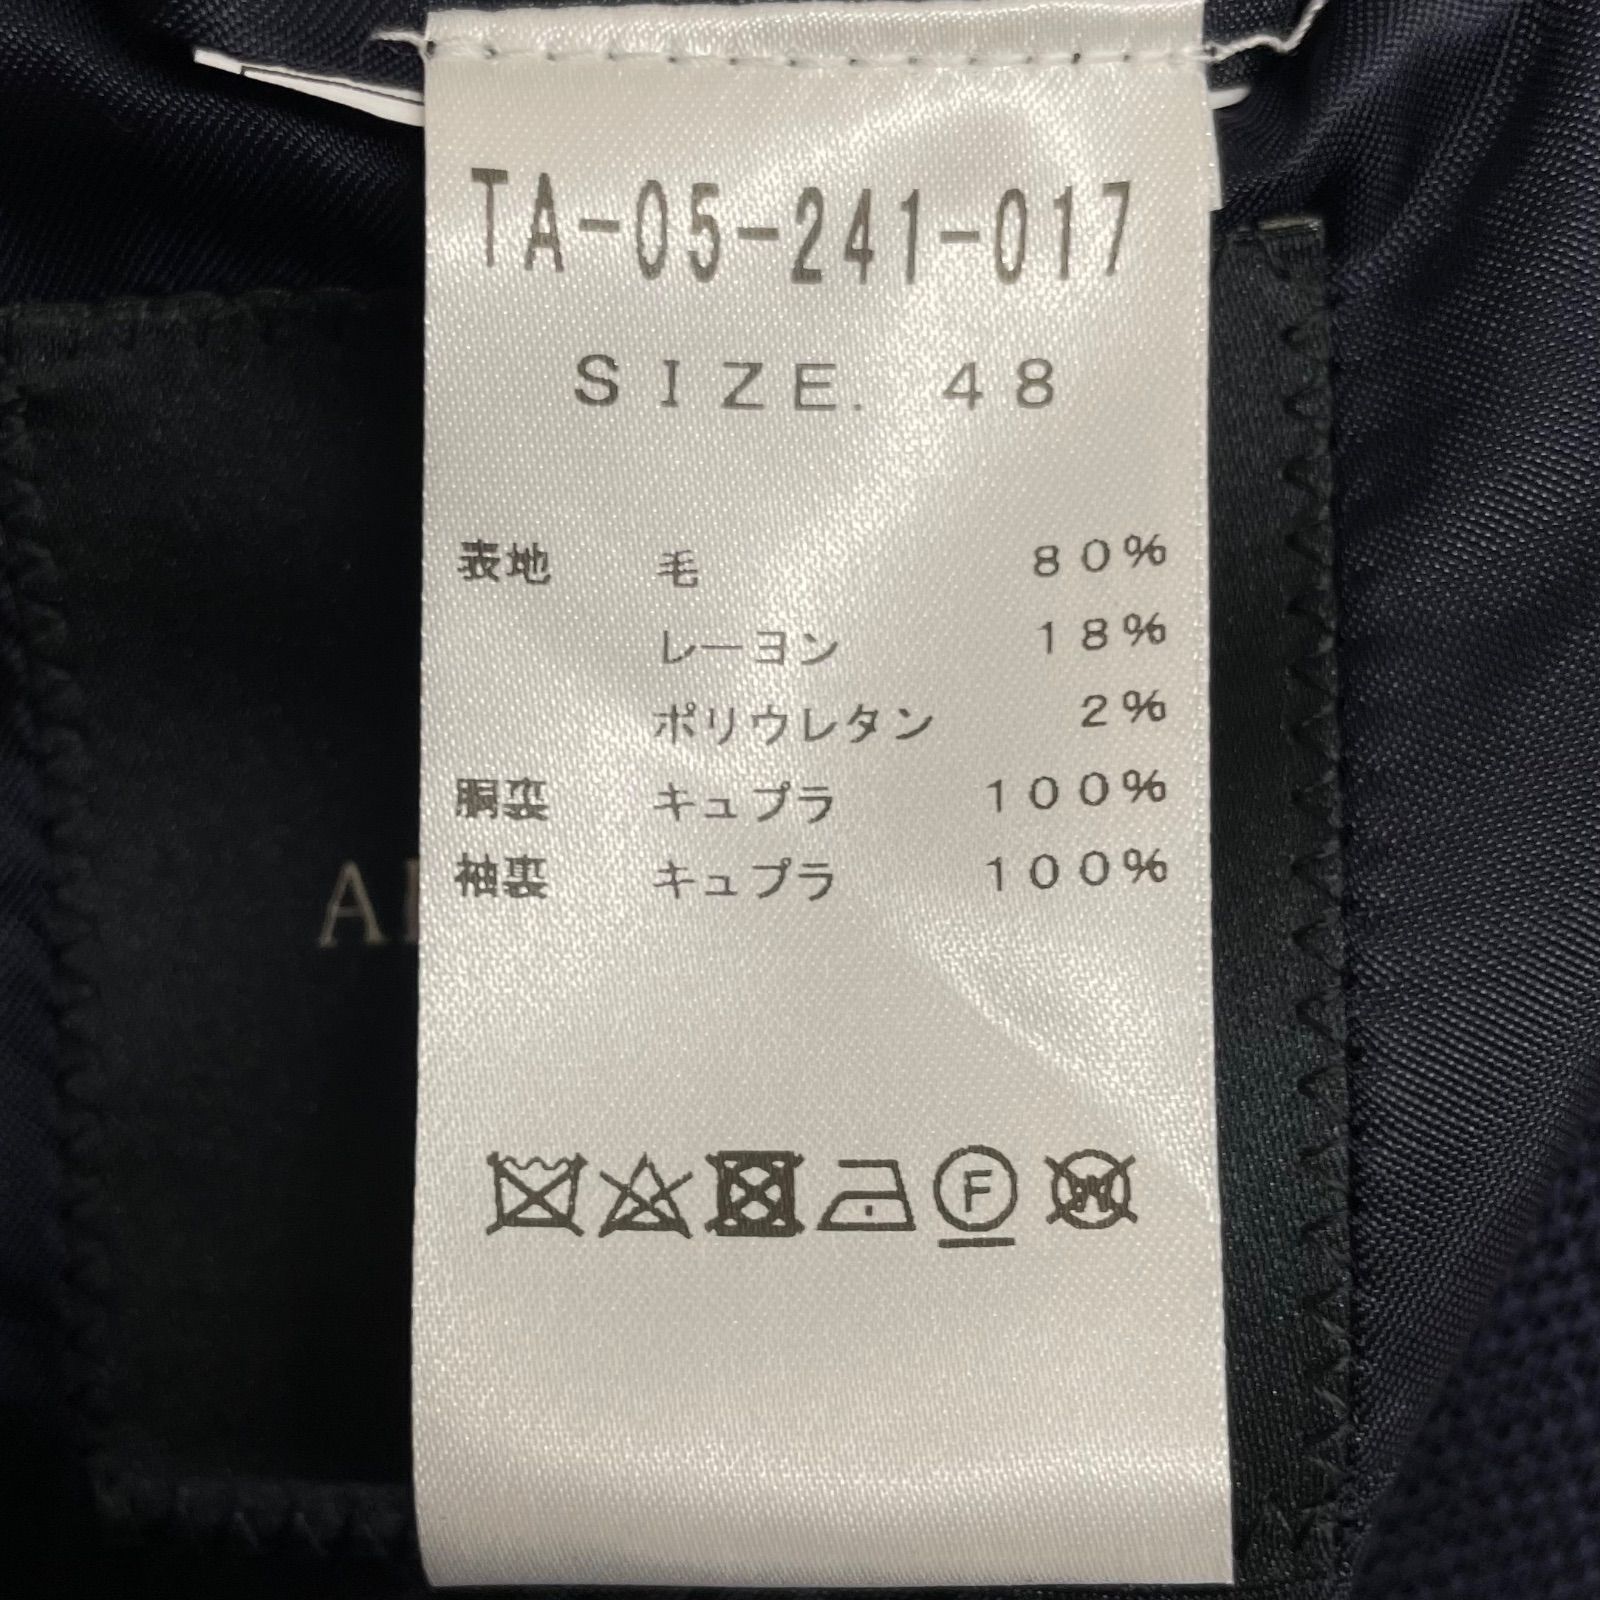 TA-05-241-017
SIZE. 48
表地 毛 80%
レーヨン 18%
ポリウレタン 2%
胴裏 キュプラ 100%
袖裏 キュプラ 100%
A
F
W